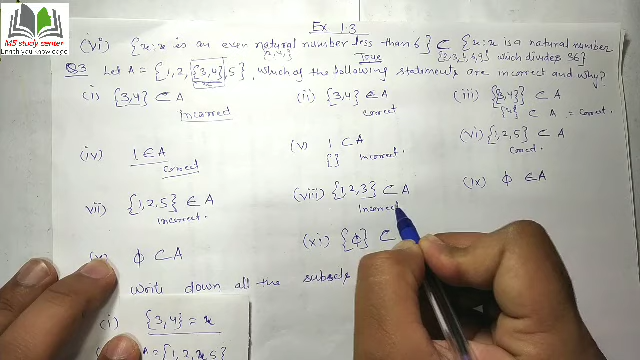 MS study center
Ex 1.3
(vi) {x : x is an even natural number less than 6} ⊂ {x : x is a natural number
{2, 4} True {1, 2, 3, 4, 6, 9} which divides 36}
Q3 Let A = {1, 2, {3,4}, 5}, which of the following statements are incorrect and why?
(i) {3,4} ⊂ A (ii) {3,4} ∈ A (iii) {{3,4}} ⊂ A
Incorrect correct {x} ⊂ A = correct.
(iv) 1 ∈ A (v) 1 ⊂ A (vi) {1,2,5} ⊂ A
Correct {} incorrect. Correct.
vii) {1,2,5} ∈ A (viii) {1,2,3} ⊂ A (ix) φ ∈ A
incorrect. Incorrect
φ ⊂ A (xi) {φ} ⊂
write down all the subsets
(i) {3,4} = x
A = {1, 2, x, 5}